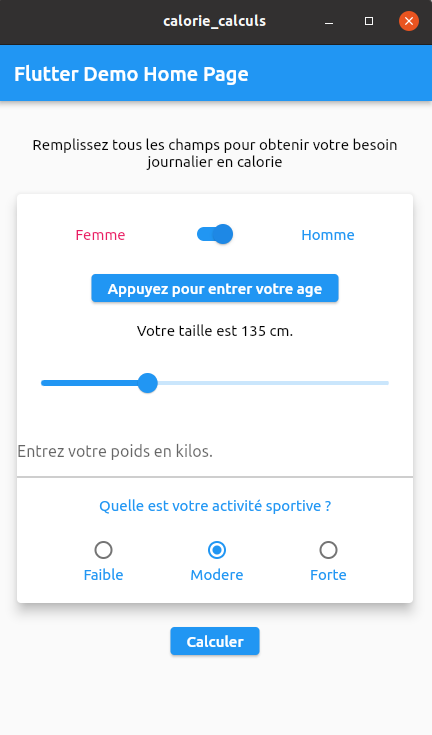 calorie_calculs
Flutter Demo Home Page
Remplissez tous les champs pour obtenir votre besoin
journalier en calorie
Femme
Homme
Appuyez pour entrer votre age
Votre taille est 135 cm.
Entrez votre poids en kilos.
Quelle est votre activité sportive ?
Faible
Modere
Forte
Calculer